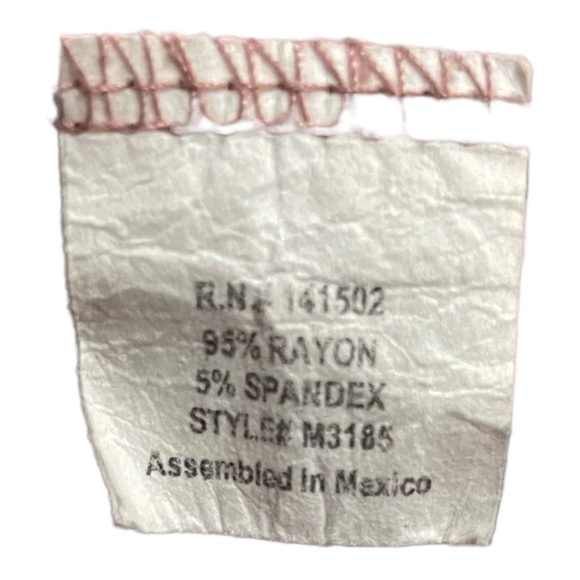 R.N.# 141502
95% RAYON
5% SPANDEX
STYLE# M3185
Assembled In Mexico